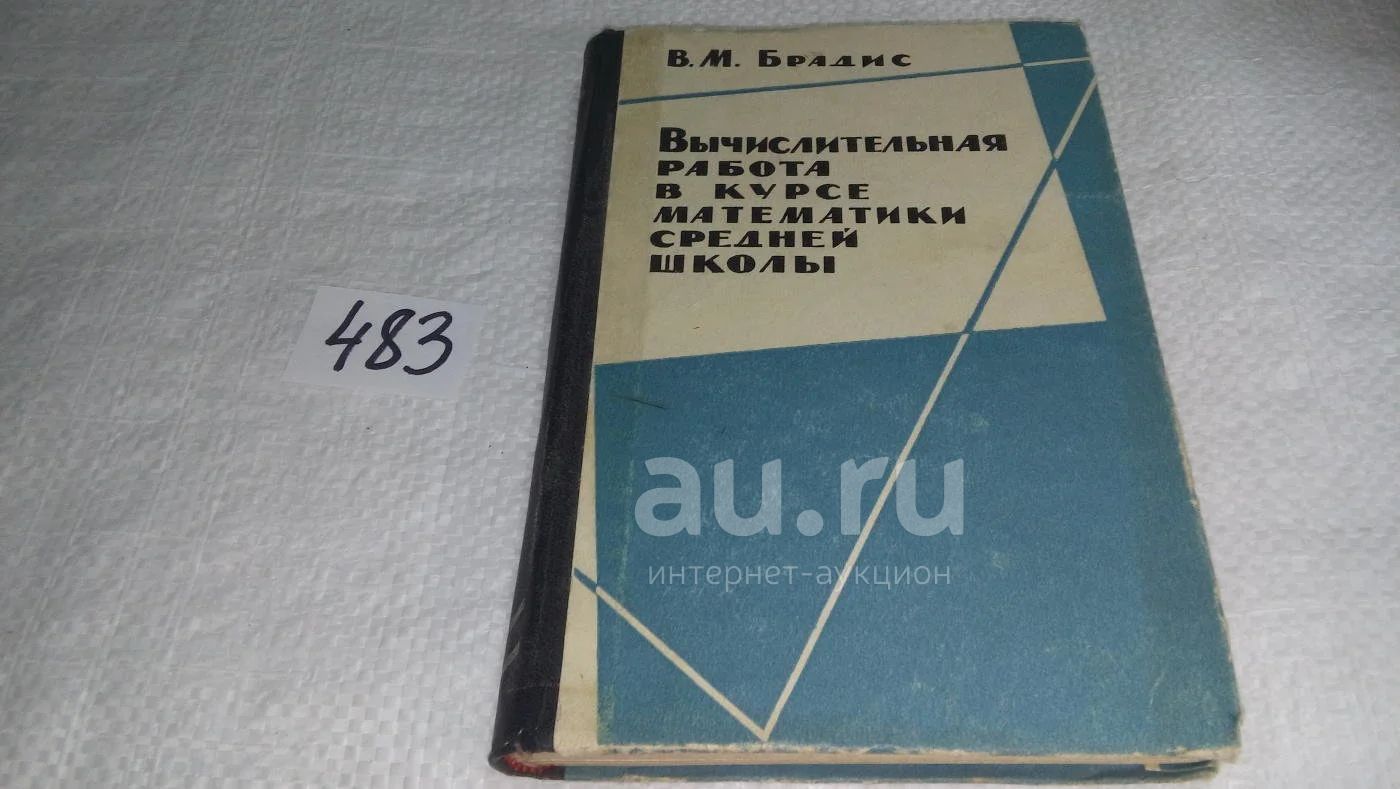 В.М. Брадис
Вычислительная
работа
в курсе
математики
средней
школы
483
au.ru
интернет-аукцион